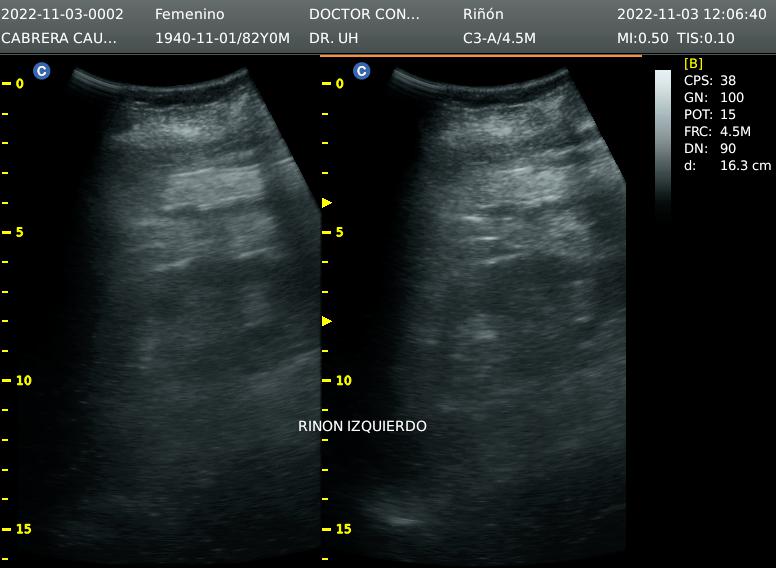 2022-11-03-0002 Femenino DOCTOR CON... Riñón 2022-11-03 12:06:40
CABRERA CAU... 1940-11-01/82Y0M DR. UH C3-A/4.5M MI:0.50 TIS:0.10
C C
[B]
CPS: 38
GN: 100
POT: 15
FRC: 4.5M
DN: 90
d: 16.3 cm
0 0
5 5
10 10
RINON IZQUIERDO
15 15